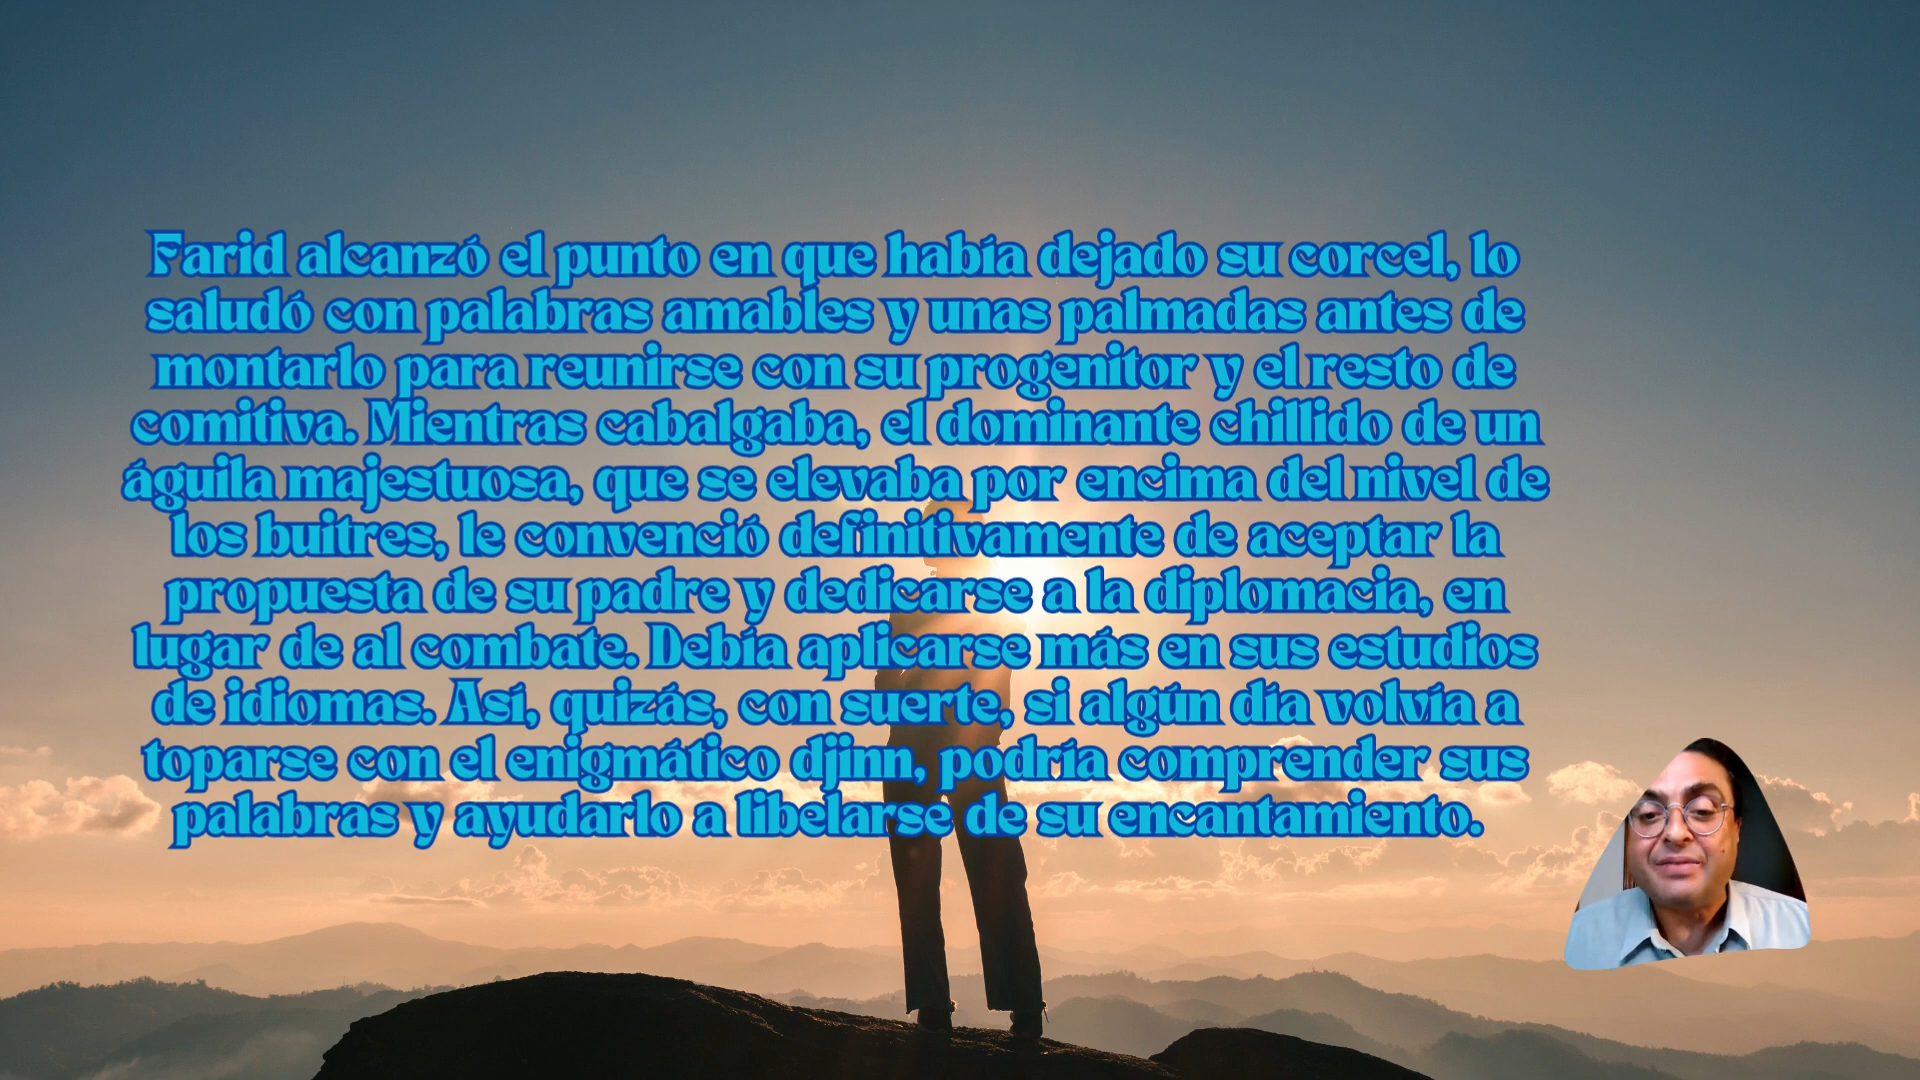 Farid alcanzó el punto en que había dejado su corcel, lo
saludó con palabras amables y unas palmadas antes de
montarlo para reunirse con su progenitor y el resto de
comitiva. Mientras cabalgaba, el dominante chillido de un
águila majestuosa, que se elevaba por encima del nivel de
los buitres, le convenció definitivamente de aceptar la
propuesta de su padre y dedicarse a la diplomacia, en
lugar de al combate. Debía aplicarse más en sus estudios
de idiomas. Así, quizás, con suerte, si algún día volvía a
toparse con el enigmático djinn, podría comprender sus
palabras y ayudarlo a libelarse de su encantamiento.